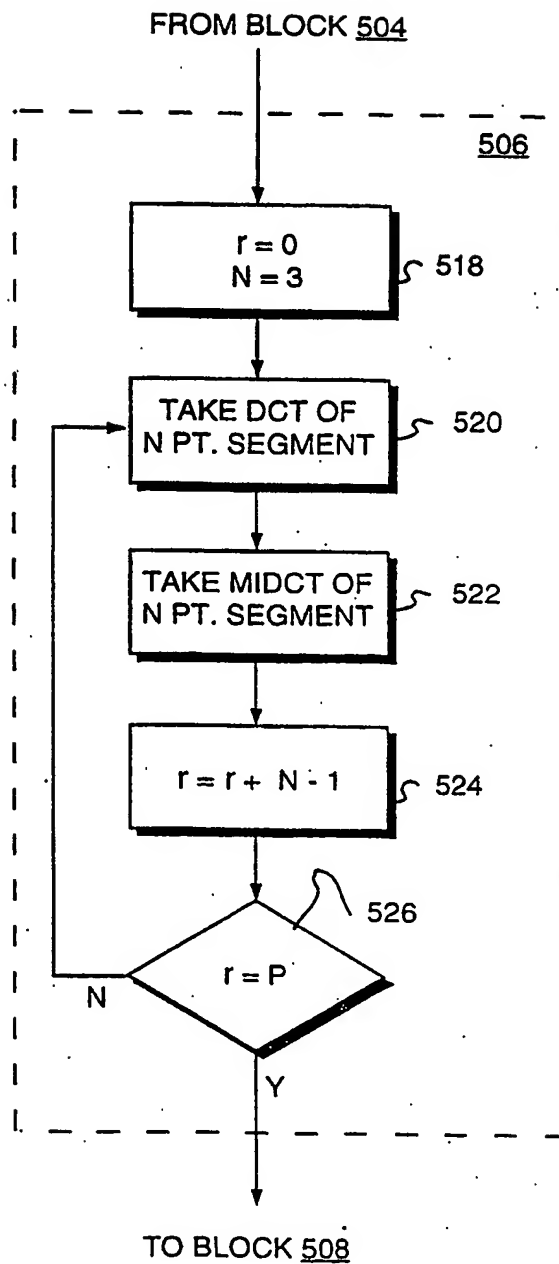 FROM BLOCK 504
506
r = 0
N = 3
518
TAKE DCT OF
N PT. SEGMENT
520
TAKE MIDCT OF
N PT. SEGMENT
522
r = r + N - 1
524
526
r = P
N
Y
TO BLOCK 508